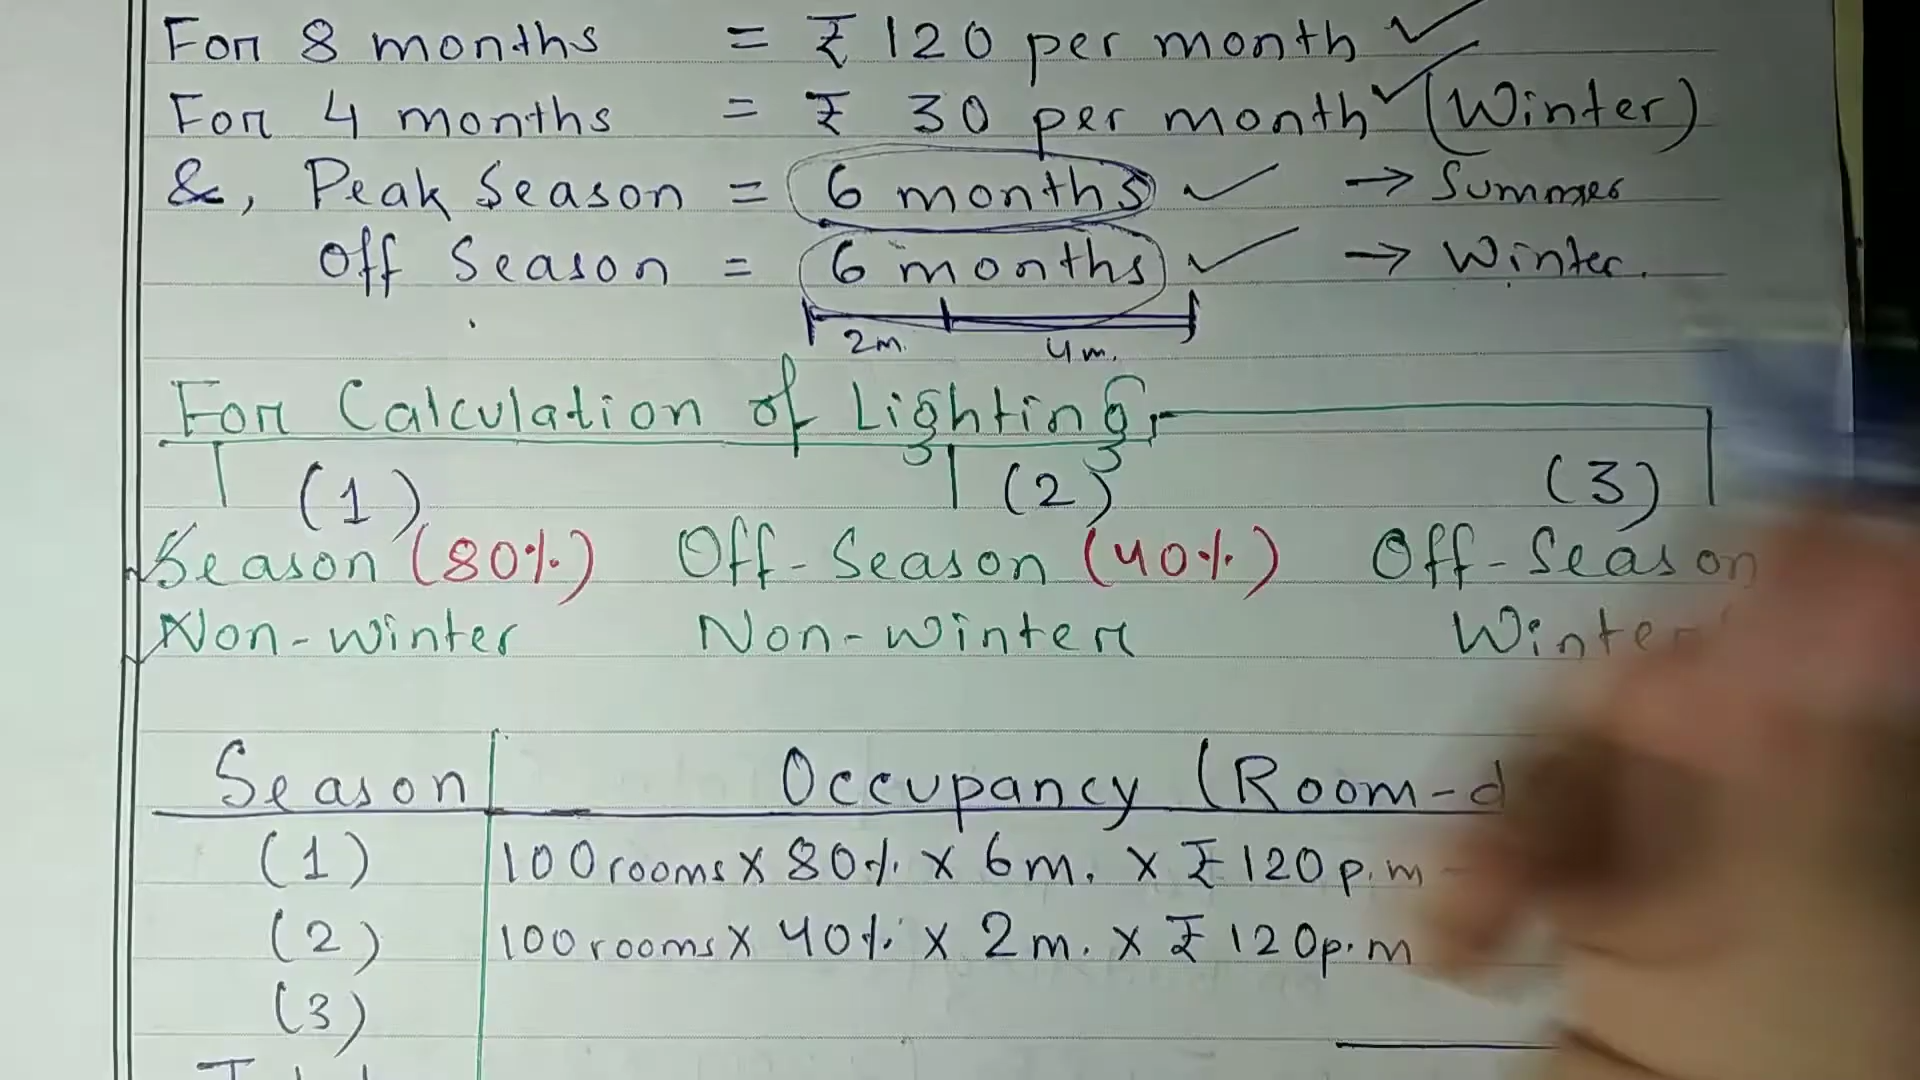 For 8 months = ₹ 120 per month ✓
For 4 months = ₹ 30 per month ✓ (Winter)
&, Peak Season = 6 months ✓ → Summer
Off Season = 6 months ✓ → Winter.
2m. 4m.
For Calculation of Lighting,
(1) (2) (3)
Season (80%) Off-Season (40%) Off-Season
Non-winter Non-winter Winter
Season Occupancy (Room-d
(1) 100 rooms x 80% x 6m. x ₹ 120 p.m
(2) 100 rooms x 40% x 2m. x ₹ 120 p.m
(3)